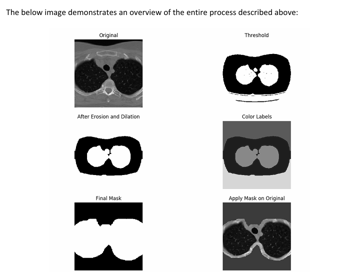 The below image demonstrates an overview of the entire process described above:
Original
Threshold
After Erosion and Dilation
Color Labels
Final Mask
Apply Mask on Original